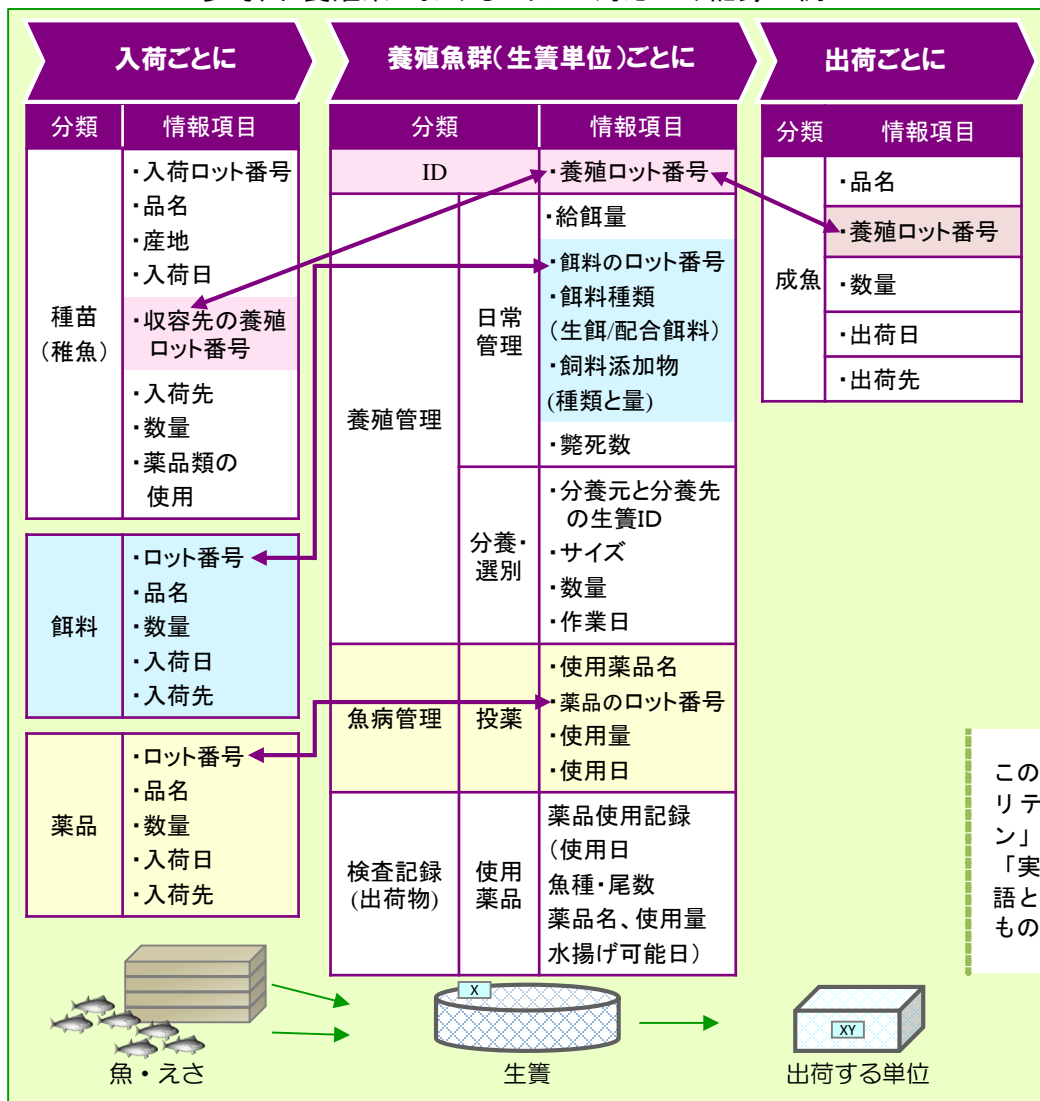 入荷ごとに
養殖魚群(生簀単位)ごとに
出荷ごとに
分類 情報項目
種苗
(稚魚)
・入荷ロット番号
・品名
・産地
・入荷日
・収容先の養殖
ロット番号
・入荷先
・数量
・薬品類の
使用
餌料
・ロット番号
・品名
・数量
・入荷日
・入荷先
薬品
・ロット番号
・品名
・数量
・入荷日
・入荷先
分類 情報項目
ID
・養殖ロット番号
養殖管理
日常
管理
・給餌量
・餌料のロット番号
・餌料種類
(生餌/配合餌料)
・飼料添加物
(種類と量)
・斃死数
分養・
選別
・分養元と分養先
の生簀ID
・サイズ
・数量
・作業日
魚病管理
投薬
・使用薬品名
・薬品のロット番号
・使用量
・使用日
検査記録
(出荷物)
使用
薬品
薬品使用記録
(使用日
魚種・尾数
薬品名、使用量
水揚げ可能日)
分類 情報項目
成魚
・品名
・養殖ロット番号
・数量
・出荷日
・出荷先
この
リテ
ン」
「実
語と
もの
X
XY
魚・えさ
生簀
出荷する単位